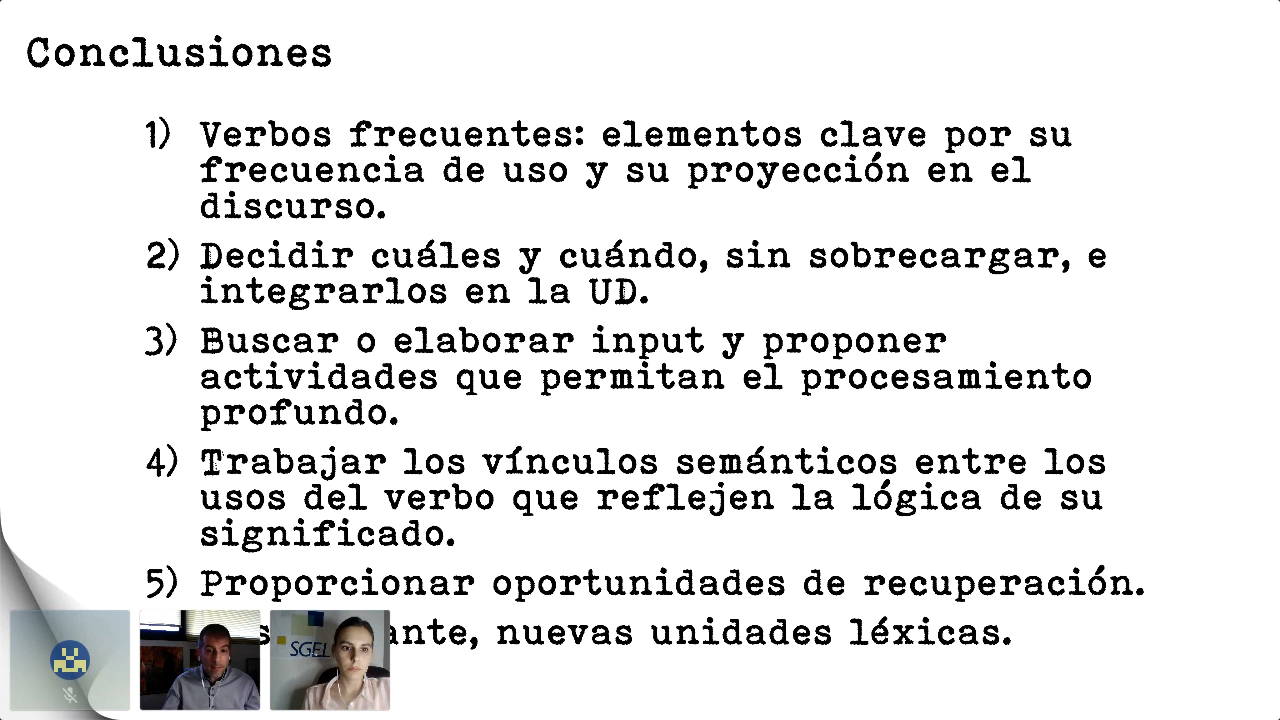 Conclusiones
1) Verbos frecuentes: elementos clave por su
frecuencia de uso y su proyección en el
discurso.
2) Decidir cuáles y cuándo, sin sobrecargar, e
integrarlos en la UD.
3) Buscar o elaborar input y proponer
actividades que permitan el procesamiento
profundo.
4) Trabajar los vínculos semánticos entre los
usos del verbo que reflejen la lógica de su
significado.
5) Proporcionar oportunidades de recuperación.
nuevas unidades léxicas.
SGEL